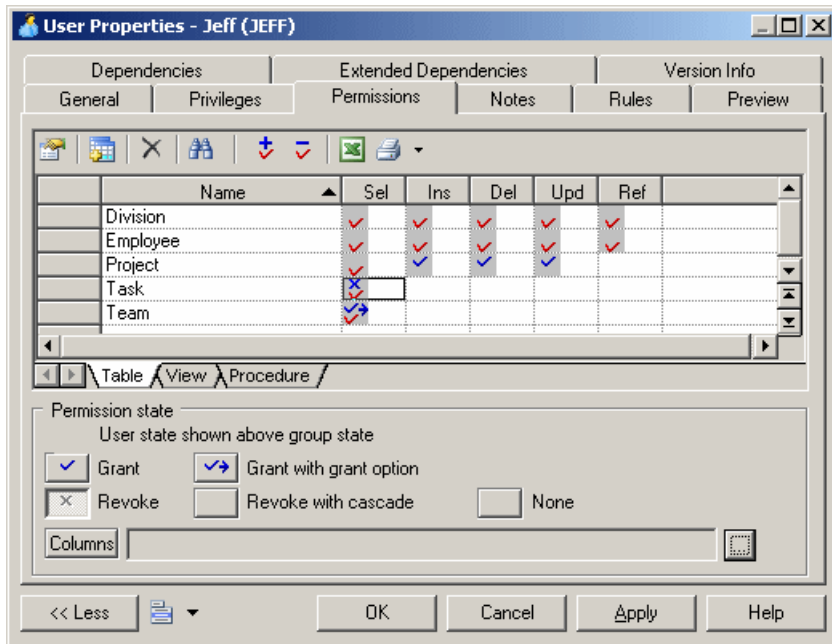 User Properties - Jeff (JEFF)
Dependencies Extended Dependencies Version Info
General Privileges Permissions Notes Rules Preview
Name Sel Ins Del Upd Ref
Division
Employee
Project
Task
Team
Table View Procedure
Permission state
User state shown above group state
Grant Grant with grant option
Revoke Revoke with cascade None
Columns
<< Less OK Cancel Apply Help